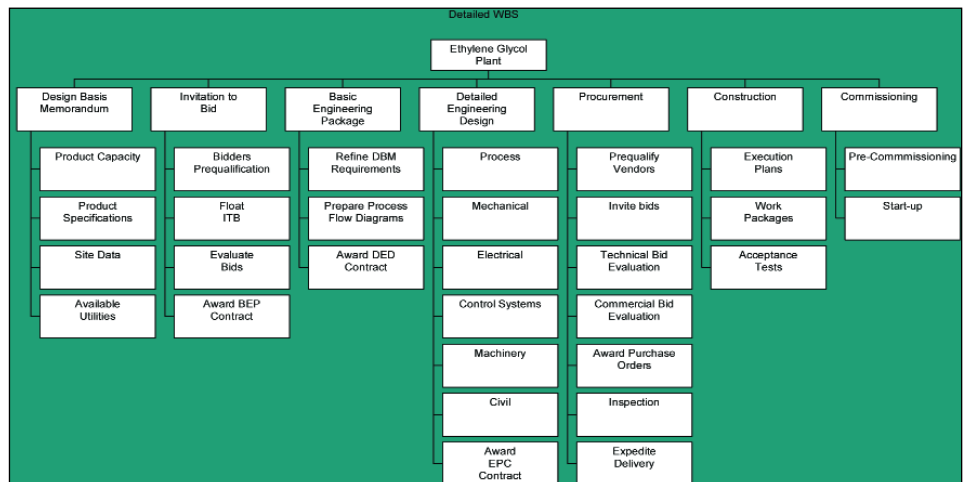 Detailed WBS
Ethylene Glycol
Plant
Design Basis
Memorandum
Product Capacity
Product
Specifications
Site Data
Available
Utilities
Invitation to
Bid
Bidders
Prequalification
Float
ITB
Evaluate
Bids
Award BEP
Contract
Basic
Engineering
Package
Refine DBM
Requirements
Prepare Process
Flow Diagrams
Award DED
Contract
Detailed
Engineering
Design
Process
Mechanical
Electrical
Control Systems
Machinery
Civil
Award
EPC
Contract
Procurement
Prequalify
Vendors
Invite bids
Technical Bid
Evaluation
Commercial Bid
Evaluation
Award Purchase
Orders
Inspection
Expedite
Delivery
Construction
Execution
Plans
Work
Packages
Acceptance
Tests
Commissioning
Pre-Commmissioning
Start-up